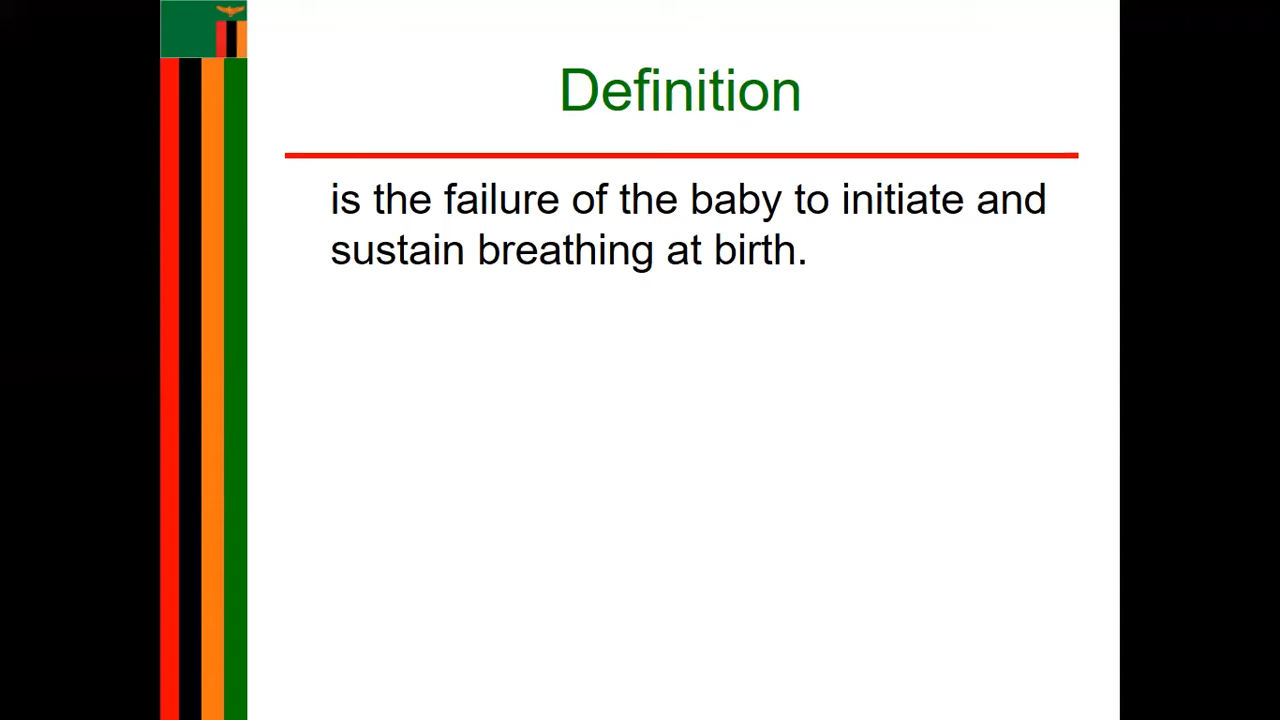 Definition
is the failure of the baby to initiate and
sustain breathing at birth.